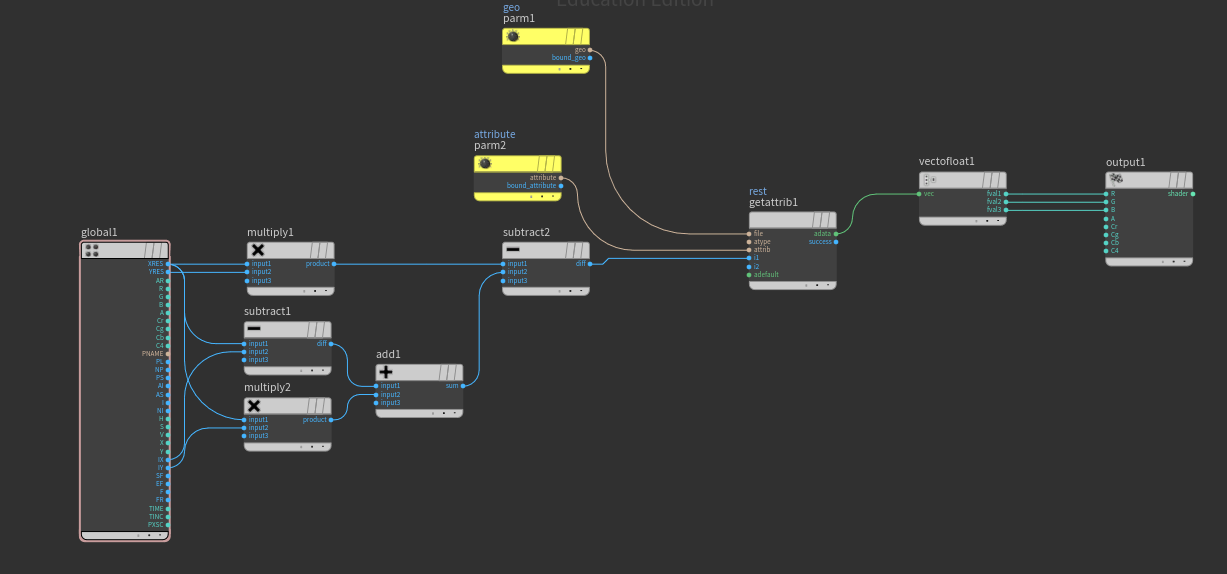 Education Edition
geo
parm1
geo
bound_geo
attribute
parm2
attribute
bound_attribute
global1
XRES
YRES
AR
R
G
B
A
Cr
Cg
Cb
C4
PNAME
PL
NP
PS
AI
AS
I
NI
H
S
V
X
Y
IX
IY
SF
EF
F
FR
TIME
TINC
PXSC
multiply1
input1 product
input2
input3
subtract1
input1 diff
input2
input3
multiply2
input1 product
input2
input3
add1
input1 sum
input2
input3
subtract2
input1 diff
input2
input3
rest
getattrib1
file adata
atype success
attrib
i1
i2
adefault
vectofloat1
vec fval1
fval2
fval3
output1
R shader
G
B
A
Cr
Cg
Cb
C4